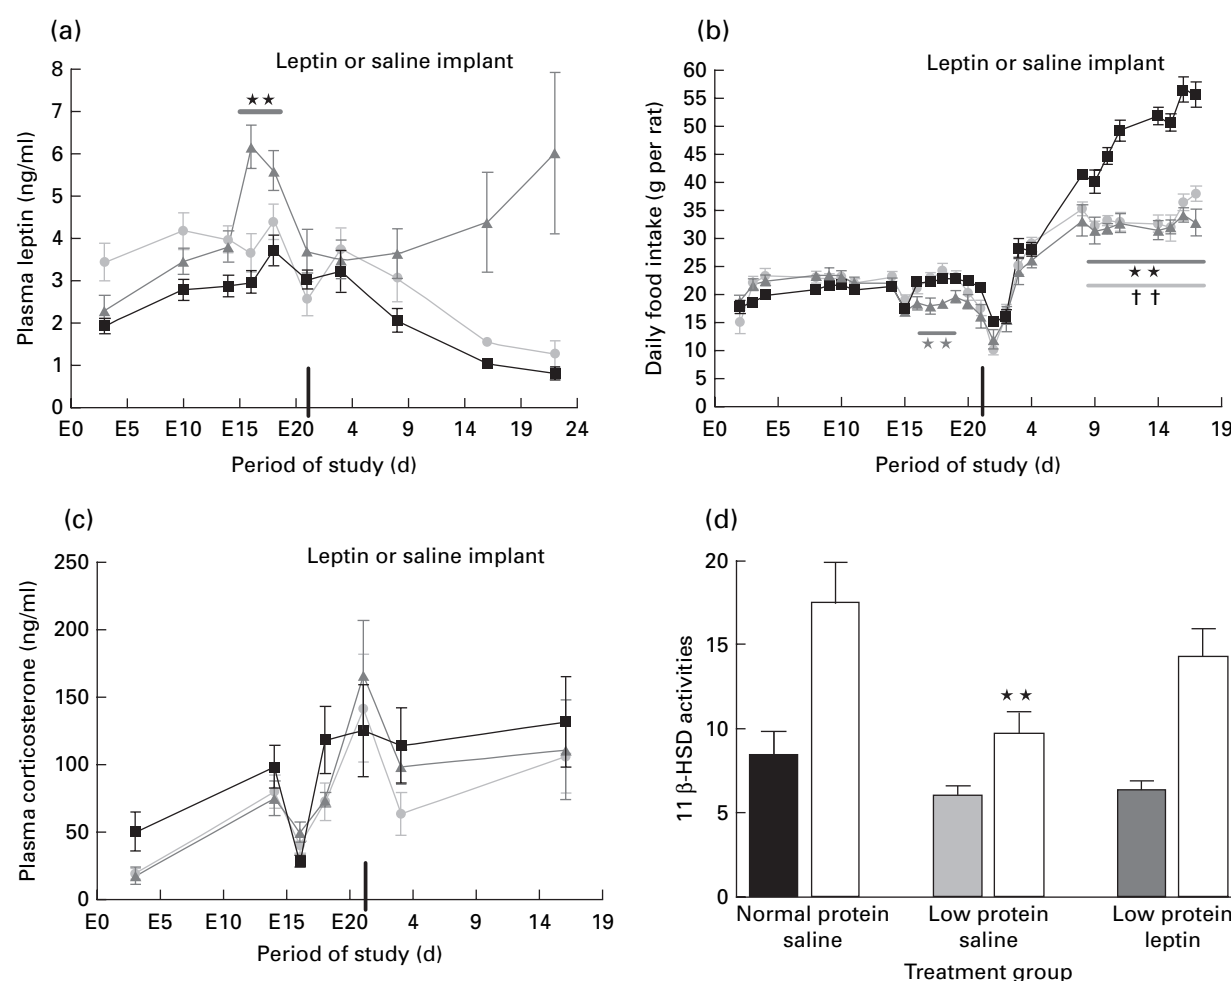 (a)
Leptin or saline implant
★ ★
Plasma leptin (ng/ml)
8
7
6
5
4
3
2
1
0
E0 E5 E10 E15 E20 4 9 14 19 24
Period of study (d)
(b)
Leptin or saline implant
Daily food intake (g per rat)
60
55
50
45
40
35
30
25
20
15
10
5
0
★ ★
★ ★
† †
E0 E5 E10 E15 E20 4 9 14 19
Period of study (d)
(c)
Leptin or saline implant
Plasma corticosterone (ng/ml)
250
200
150
100
50
0
E0 E5 E10 E15 E20 4 9 14 19
Period of study (d)
(d)
11 β-HSD activities
20
15
10
5
0
★ ★
Normal protein
saline
Low protein
saline
Low protein
leptin
Treatment group